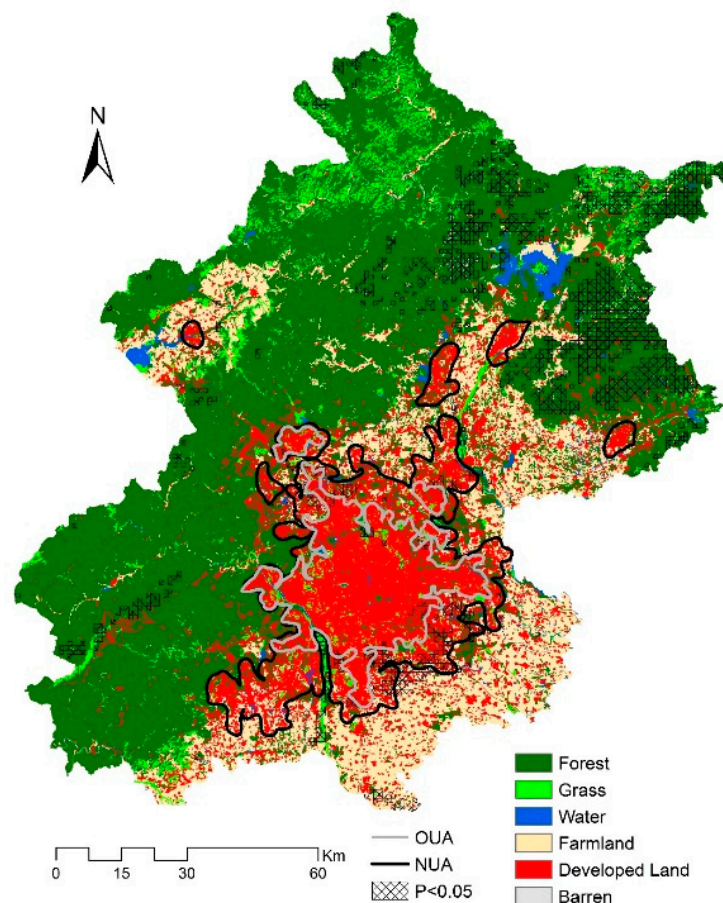 N
Forest
Grass
Water
OUA
Farmland
NUA
Developed Land
P<0.05
Barren
Km
0 15 30 60